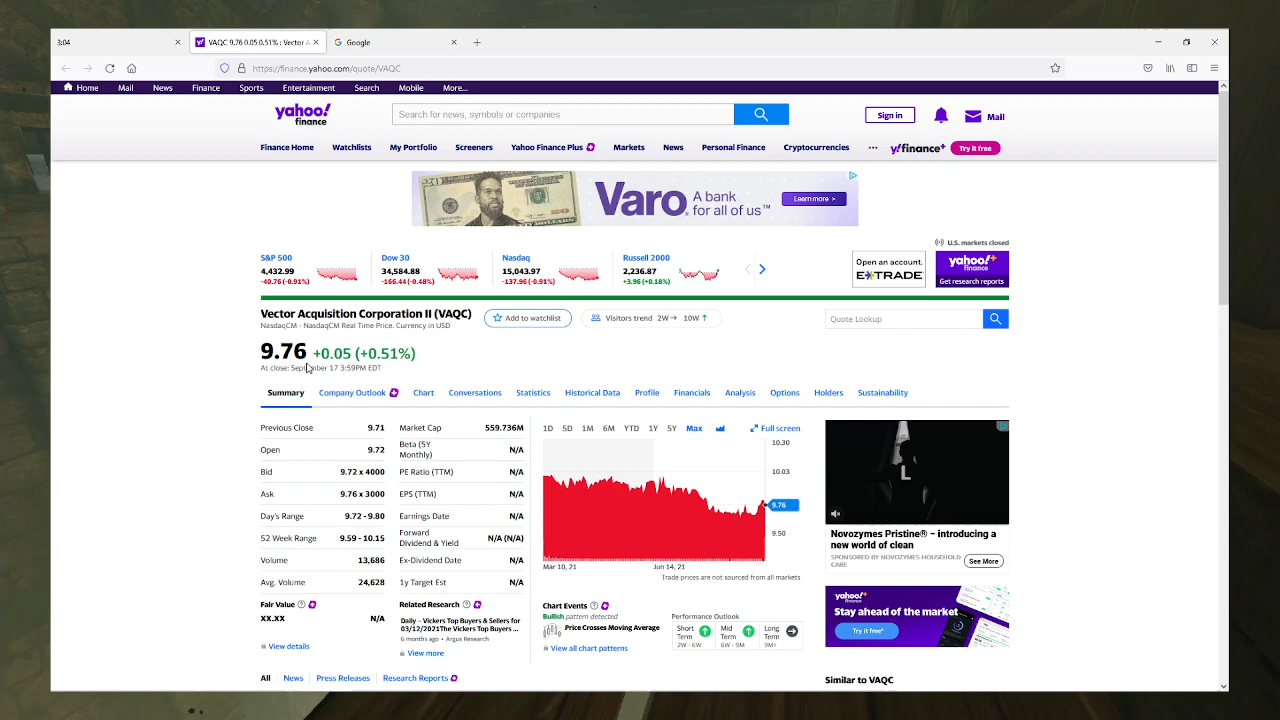 3:04
VAQC 9.76 0.05 0.51% : Vector A
Google
https://finance.yahoo.com/quote/VAQC
Home Mail News Finance Sports Entertainment Search Mobile More...
yahoo!
finance
Search for news, symbols or companies
Sign in
Mail
Finance Home Watchlists My Portfolio Screeners Yahoo Finance Plus Markets News Personal Finance Cryptocurrencies ... y!finance+ Try it free
Varo® A bank
for all of us™
Learn more >
U.S. markets closed
S&P 500 Dow 30 Nasdaq Russell 2000
4,432.99 34,584.88 15,043.97 2,236.87
-40.76 (-0.91%) -166.44 (-0.48%) -137.96 (-0.91%) +3.96 (+0.18%)
Open an account.
E*TRADE
yahoo!+
finance
Get research reports
Vector Acquisition Corporation II (VAQC)
NasdaqCM - NasdaqCM Real Time Price. Currency in USD
Add to watchlist
Visitors trend 2W→ 10W↑
Quote Lookup
9.76 +0.05 (+0.51%)
At close: September 17 3:59PM EDT
Summary Company Outlook Chart Conversations Statistics Historical Data Profile Financials Analysis Options Holders Sustainability
Previous Close 9.71
Open 9.72
Bid 9.72 x 4000
Ask 9.76 x 3000
Day's Range 9.72 - 9.80
52 Week Range 9.59 - 10.15
Volume 13,686
Avg. Volume 24,628
Market Cap 559.736M
Beta (5Y
Monthly) N/A
PE Ratio (TTM) N/A
EPS (TTM) N/A
Earnings Date N/A
Forward
Dividend & Yield N/A (N/A)
Ex-Dividend Date N/A
1y Target Est N/A
Fair Value
XX.XX N/A
View details
Related Research
Daily – Vickers Top Buyers & Sellers for
03/12/2021The Vickers Top Buyers ...
6 month ago • Argus Research
View more
1D 5D 1M 6M YTD 1Y 5Y Max
Full screen
10.30
10.03
9.76
9.50
Mar 10, 21 Jun 14, 21
Trade prices are not sourced from all markets
Chart Events
Bullish pattern detected
Price Crosses Moving Average
View all chart patterns
Performance Outlook
Short
Term
2W - 6W
Mid
Term
6W - 9M
Long
Term
9M+
L
Novozymes Pristine® – introducing a
new world of clean
SPONSORED BY NOVOZYMES HOUSEHOLD
CARE
See More
yahoo!+
finance
Stay ahead of the market
Try it free*
All News Press Releases Research Reports
Similar to VAQC